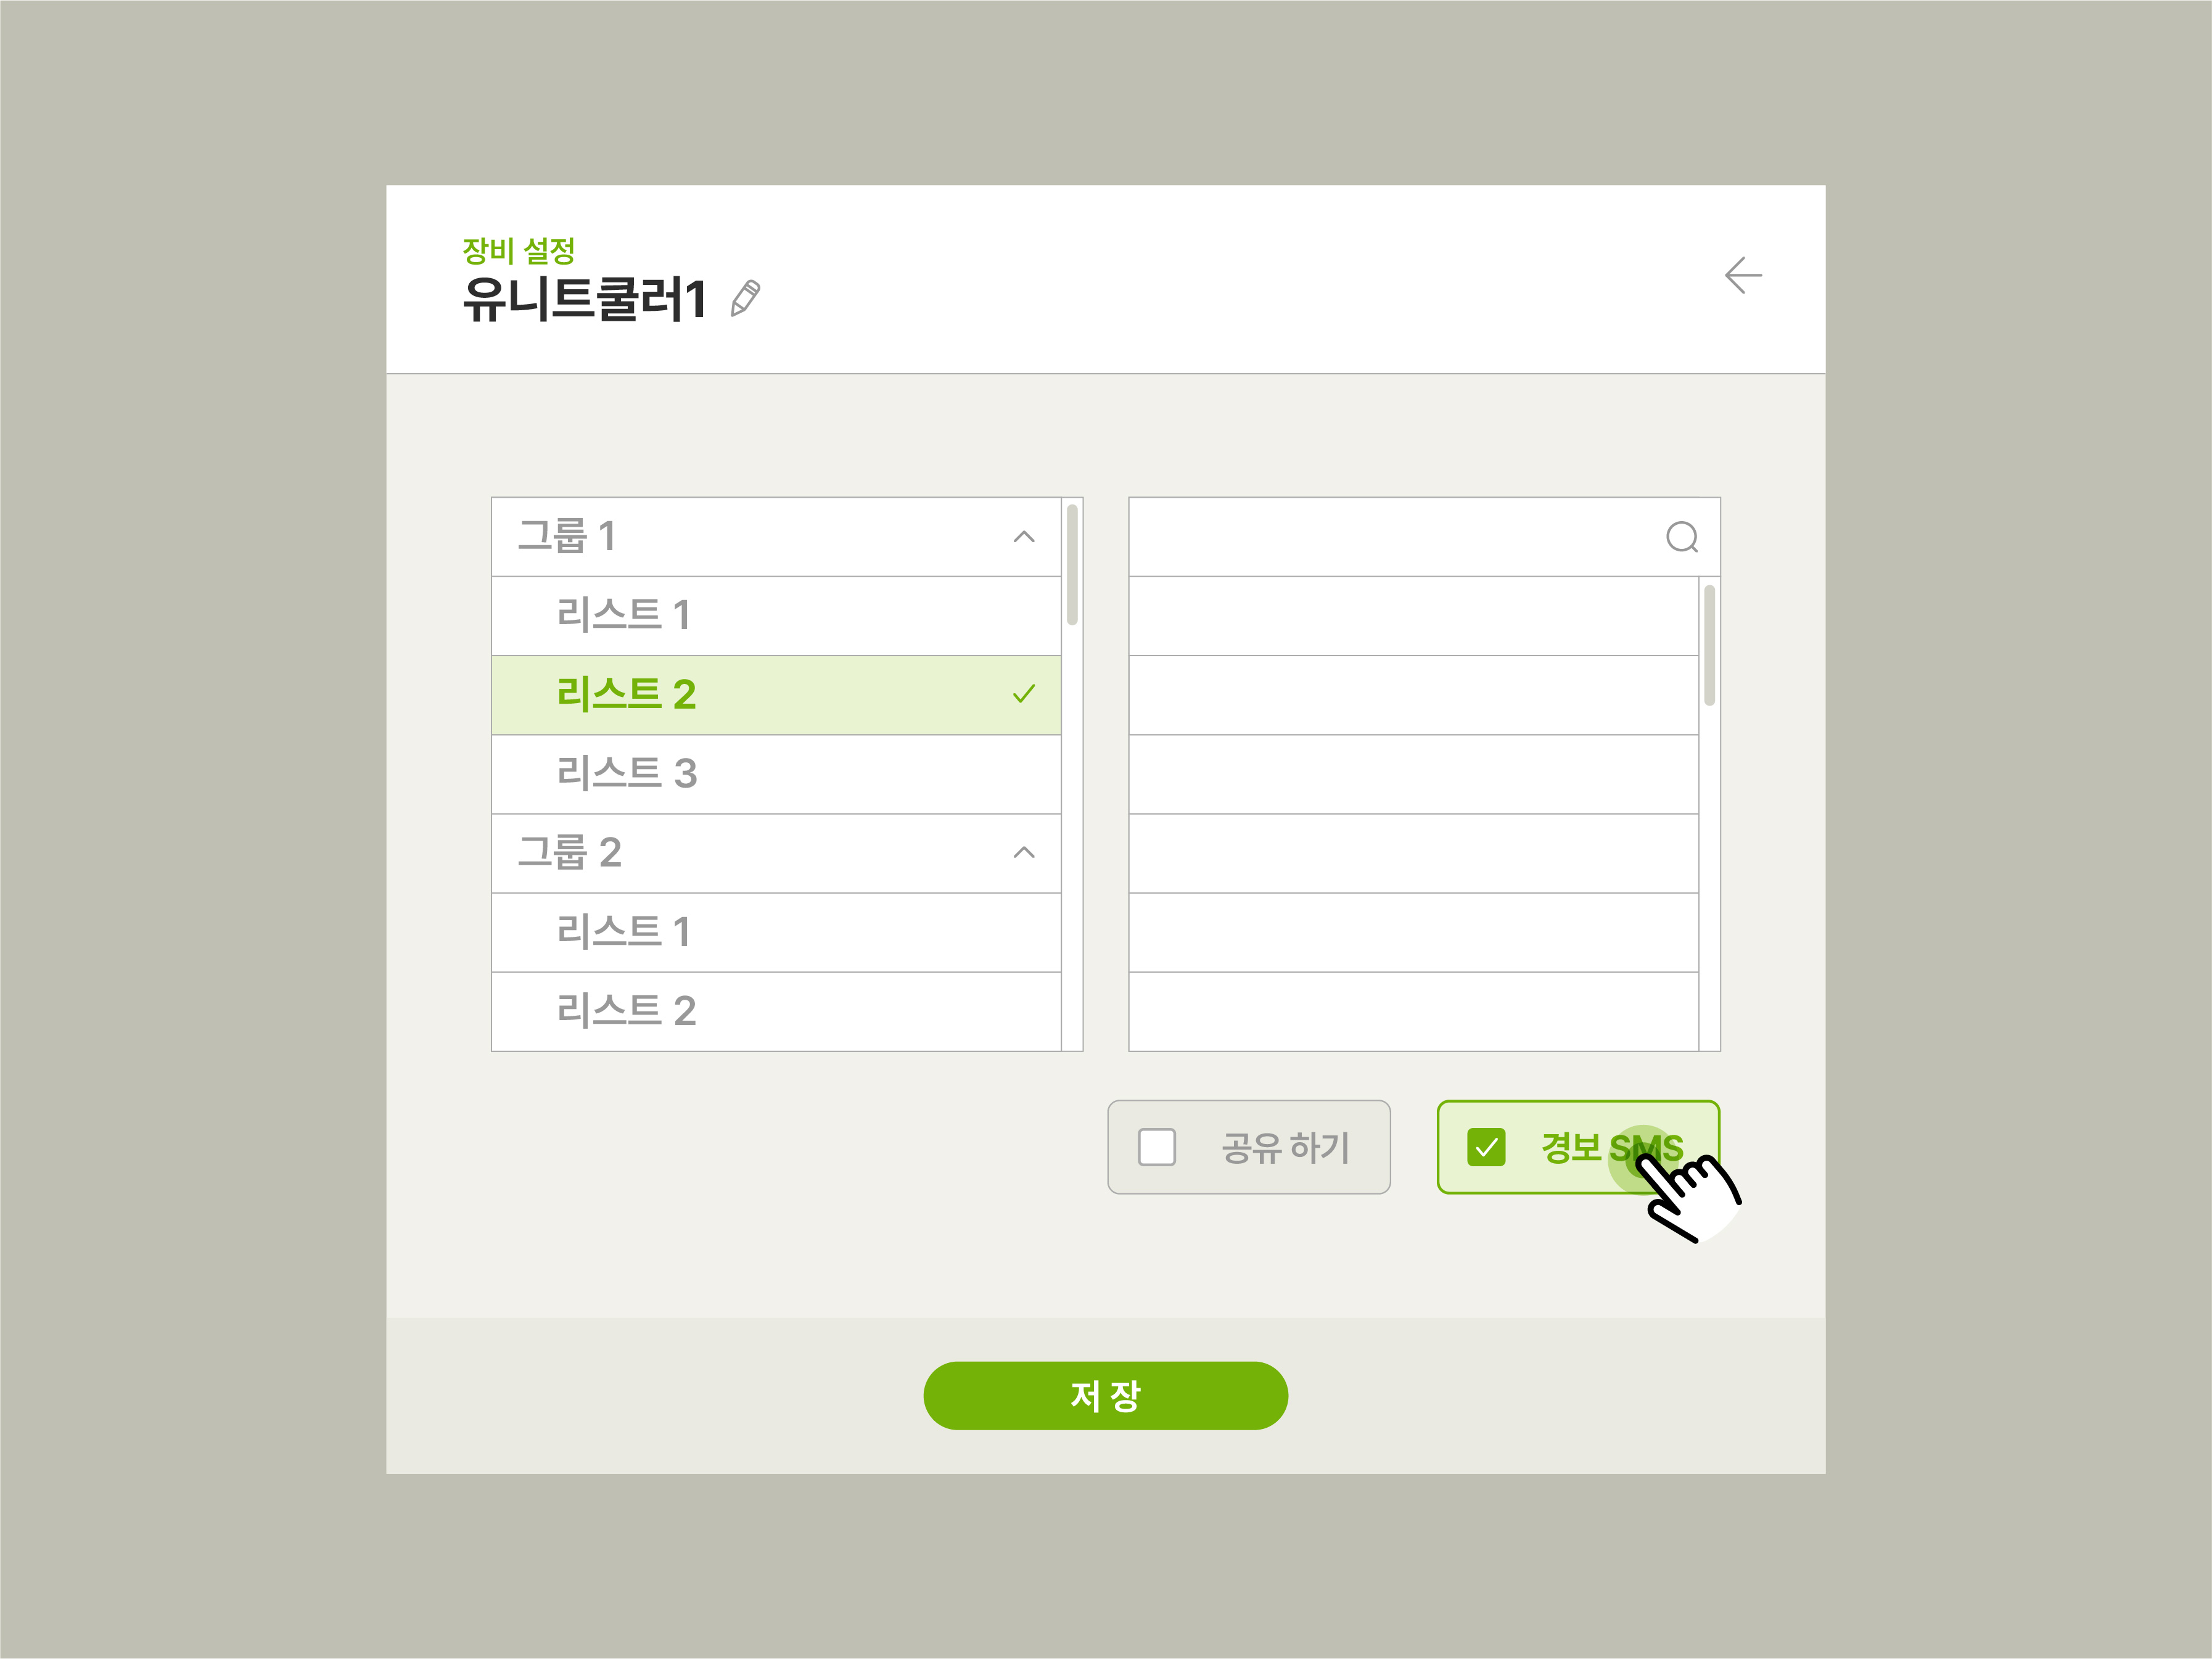 장비 설정
유니트쿨러1
그룹 1
리스트 1
리스트 2
리스트 3
그룹 2
리스트 1
리스트 2
공유 하기
경보 SMS
저 장